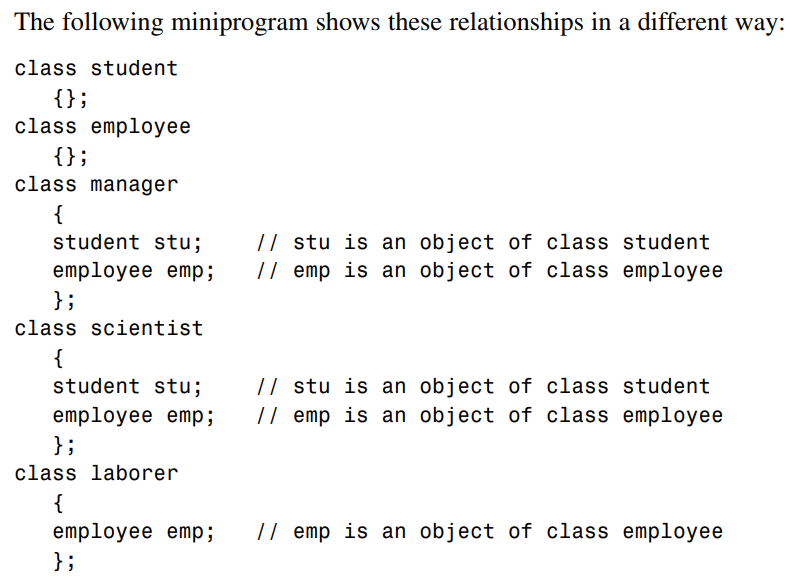 The following miniprogram shows these relationships in a different way:
class student
   {};
class employee
   {};
class manager
   {
   student stu;    // stu is an object of class student
   employee emp;   // emp is an object of class employee
   };
class scientist
   {
   student stu;    // stu is an object of class student
   employee emp;   // emp is an object of class employee
   };
class laborer
   {
   employee emp;   // emp is an object of class employee
   };